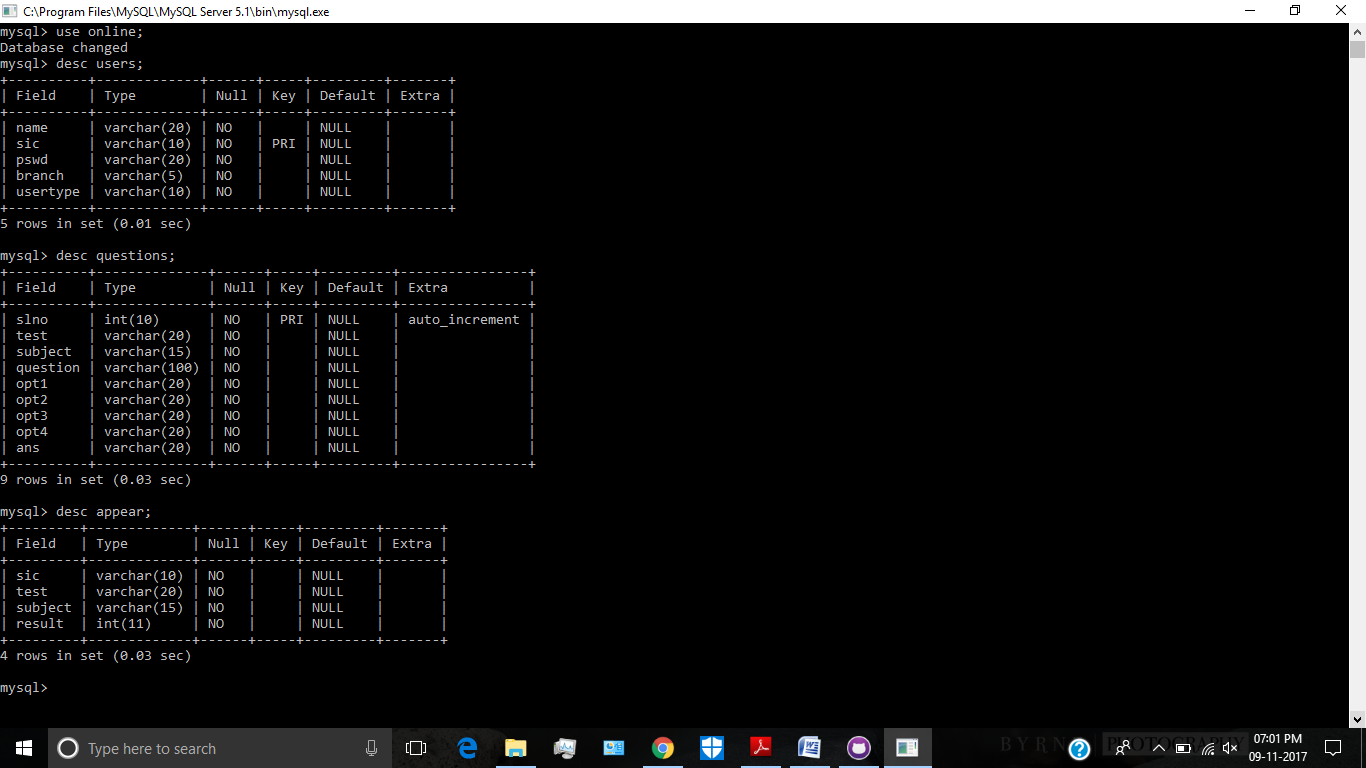 C:\Program Files\MySQL\MySQL Server 5.1\bin\mysql.exe
mysql> use online;
Database changed
mysql> desc users;
+----------+-------------+------+-----+---------+-------+
| Field    | Type        | Null | Key | Default | Extra |
+----------+-------------+------+-----+---------+-------+
| name     | varchar(20) | NO   |     | NULL    |       |
| sic      | varchar(10) | NO   | PRI | NULL    |       |
| pswd     | varchar(20) | NO   |     | NULL    |       |
| branch   | varchar(5)  | NO   |     | NULL    |       |
| usertype | varchar(10) | NO   |     | NULL    |       |
+----------+-------------+------+-----+---------+-------+
5 rows in set (0.01 sec)
mysql> desc questions;
+----------+--------------+------+-----+---------+----------------+
| Field    | Type         | Null | Key | Default | Extra          |
+----------+--------------+------+-----+---------+----------------+
| slno     | int(10)      | NO   | PRI | NULL    | auto_increment |
| test     | varchar(20)  | NO   |     | NULL    |                |
| subject  | varchar(15)  | NO   |     | NULL    |                |
| question | varchar(100) | NO   |     | NULL    |                |
| opt1     | varchar(20)  | NO   |     | NULL    |                |
| opt2     | varchar(20)  | NO   |     | NULL    |                |
| opt3     | varchar(20)  | NO   |     | NULL    |                |
| opt4     | varchar(20)  | NO   |     | NULL    |                |
| ans      | varchar(20)  | NO   |     | NULL    |                |
+----------+--------------+------+-----+---------+----------------+
9 rows in set (0.03 sec)
mysql> desc appear;
+---------+-------------+------+-----+---------+-------+
| Field   | Type        | Null | Key | Default | Extra |
+---------+-------------+------+-----+---------+-------+
| sic     | varchar(10) | NO   |     | NULL    |       |
| test    | varchar(20) | NO   |     | NULL    |       |
| subject | varchar(15) | NO   |     | NULL    |       |
| result  | int(11)     | NO   |     | NULL    |       |
+---------+-------------+------+-----+---------+-------+
4 rows in set (0.03 sec)
mysql>
Type here to search
07:01 PM
09-11-2017